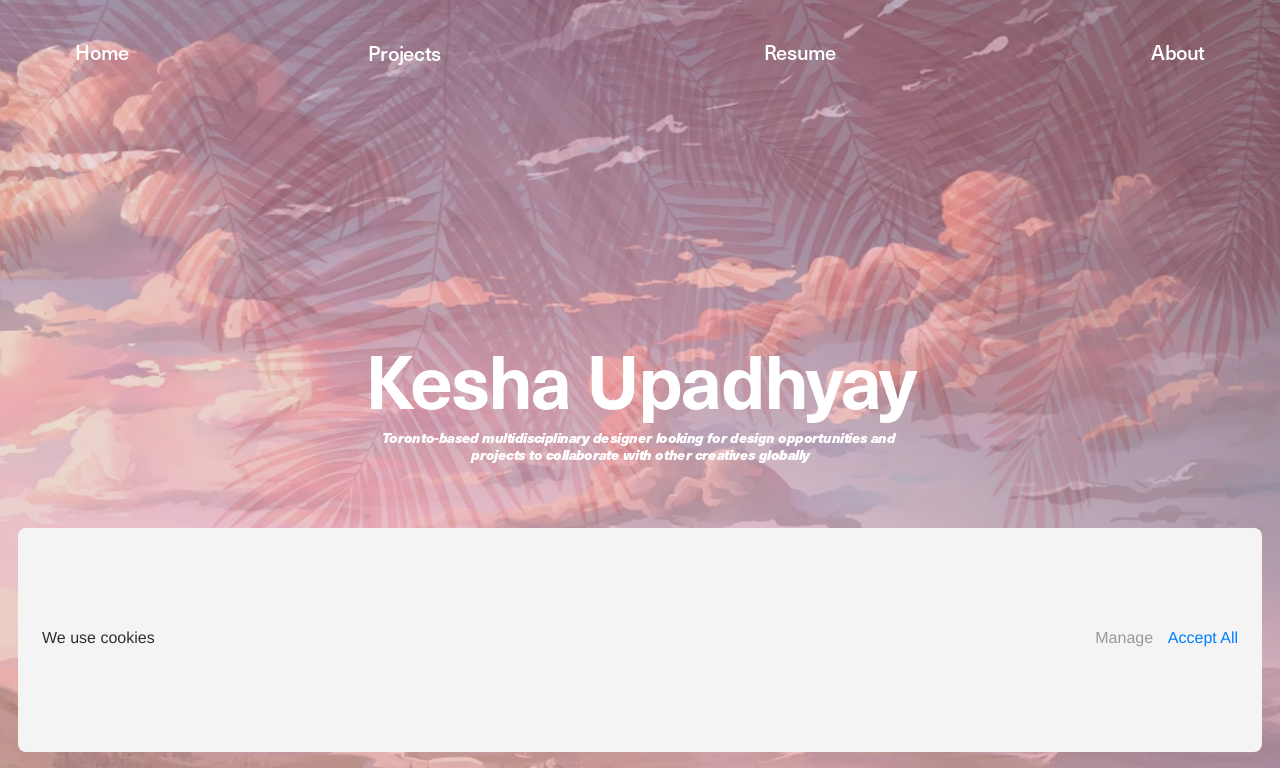 Home Projects Resume About
Kesha Upadhyay
Toronto-based multidisciplinary designer looking for design opportunities and
projects to collaborate with other creatives globally
We use cookies Manage Accept All